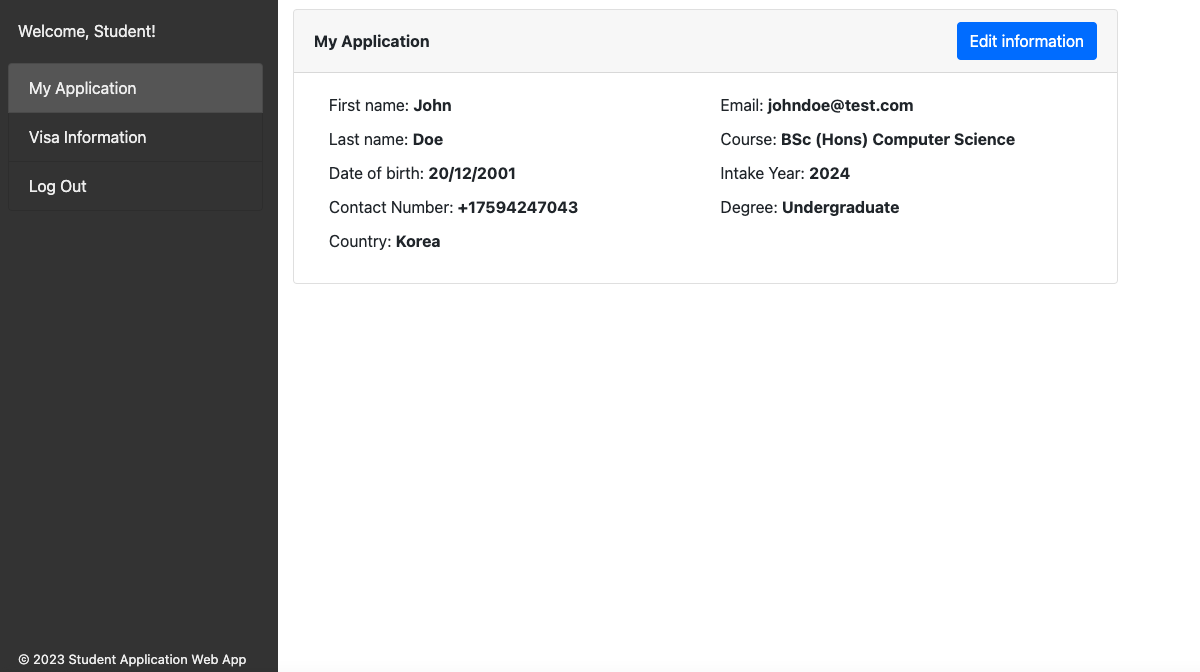 Welcome, Student!
My Application
Visa Information
Log Out
© 2023 Student Application Web App
My Application
Edit information
First name: John
Last name: Doe
Date of birth: 20/12/2001
Contact Number: +17594247043
Country: Korea
Email: johndoe@test.com
Course: BSc (Hons) Computer Science
Intake Year: 2024
Degree: Undergraduate